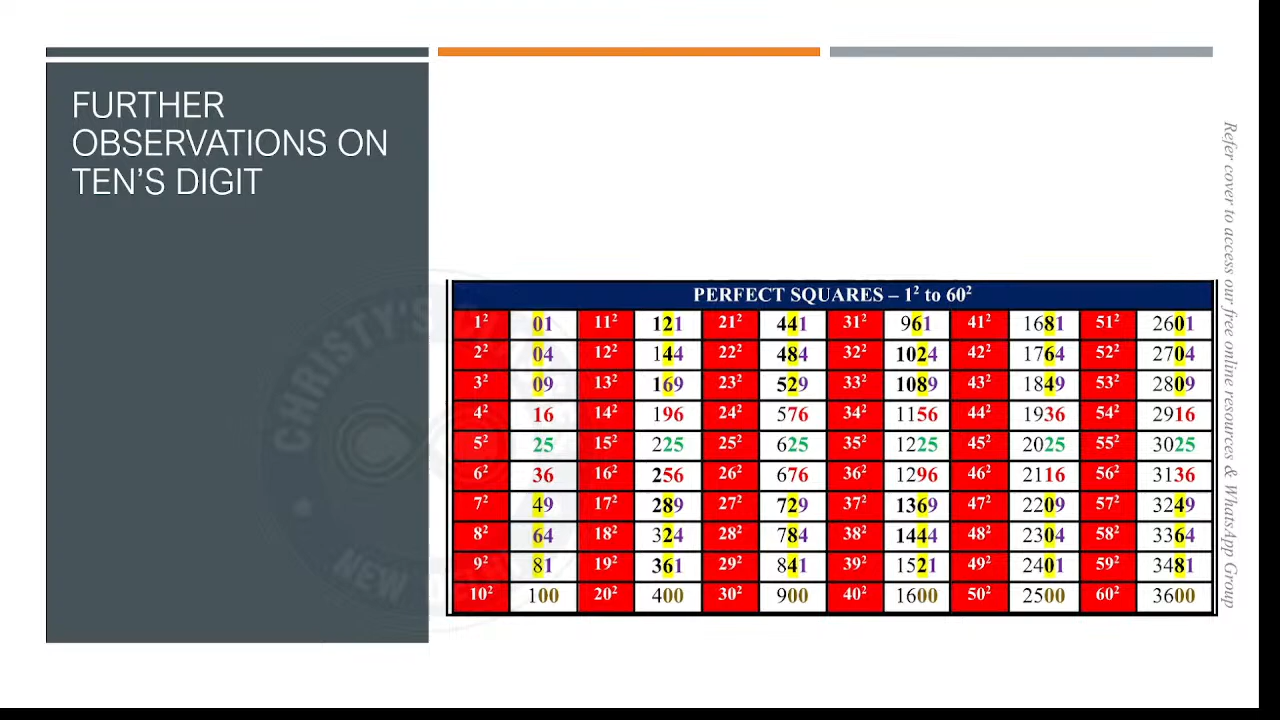 FURTHER
OBSERVATIONS ON
TEN'S DIGIT
PERFECT SQUARES – 1² to 60²
1² 01 11² 121 21² 441 31² 961 41² 1681 51² 2601
2² 04 12² 144 22² 484 32² 1024 42² 1764 52² 2704
3² 09 13² 169 23² 529 33² 1089 43² 1849 53² 2809
4² 16 14² 196 24² 576 34² 1156 44² 1936 54² 2916
5² 25 15² 225 25² 625 35² 1225 45² 2025 55² 3025
6² 36 16² 256 26² 676 36² 1296 46² 2116 56² 3136
7² 49 17² 289 27² 729 37² 1369 47² 2209 57² 3249
8² 64 18² 324 28² 784 38² 1444 48² 2304 58² 3364
9² 81 19² 361 29² 841 39² 1521 49² 2401 59² 3481
10² 100 20² 400 30² 900 40² 1600 50² 2500 60² 3600
Refer cover to access our free online resources & WhatsApp Group
CHRISTY'S